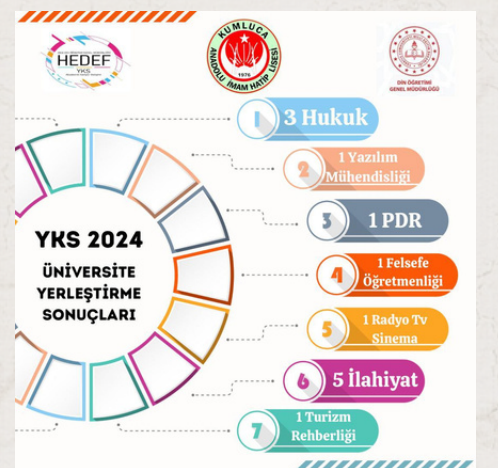 HEDEF
YKS
KUMLUCA
ANADOLU İMAM HATİP LİSESİ
1976
DİN ÖĞRETİMİ
GENEL MÜDÜRLÜĞÜ
YKS 2024
ÜNİVERSİTE
YERLEŞTİRME
SONUÇLARI
1
3 Hukuk
2
1 Yazılım
Mühendisliği
3
1 PDR
4
1 Felsefe
Öğretmenliği
5
1 Radyo Tv
Sinema
6
5 İlahiyat
7
1 Turizm
Rehberliği